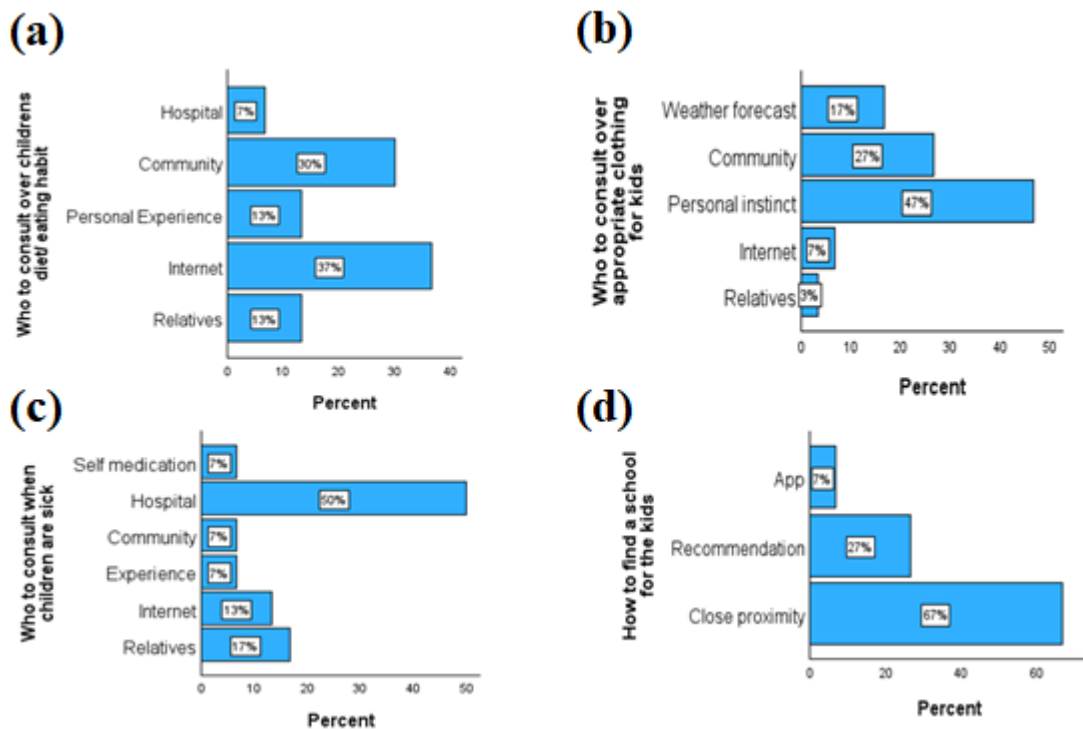 (a)
Who to consult over childrens
diet/ eating habit
Hospital
7%
Community
30%
Personal Experience
13%
Internet
37%
Relatives
13%
0 10 20 30 40
Percent
(b)
Who to consult over
appropriate clothing
for kids
Weather forecast
17%
Community
27%
Personal instinct
47%
Internet
7%
Relatives
3%
0 10 20 30 40 50
Percent
(c)
Who to consult when
children are sick
Self medication
7%
Hospital
50%
Community
7%
Experience
7%
Internet
13%
Relatives
17%
0 10 20 30 40 50
Percent
(d)
How to find a school
for the kids
App
7%
Recommendation
27%
Close proximity
67%
0 20 40 60
Percent